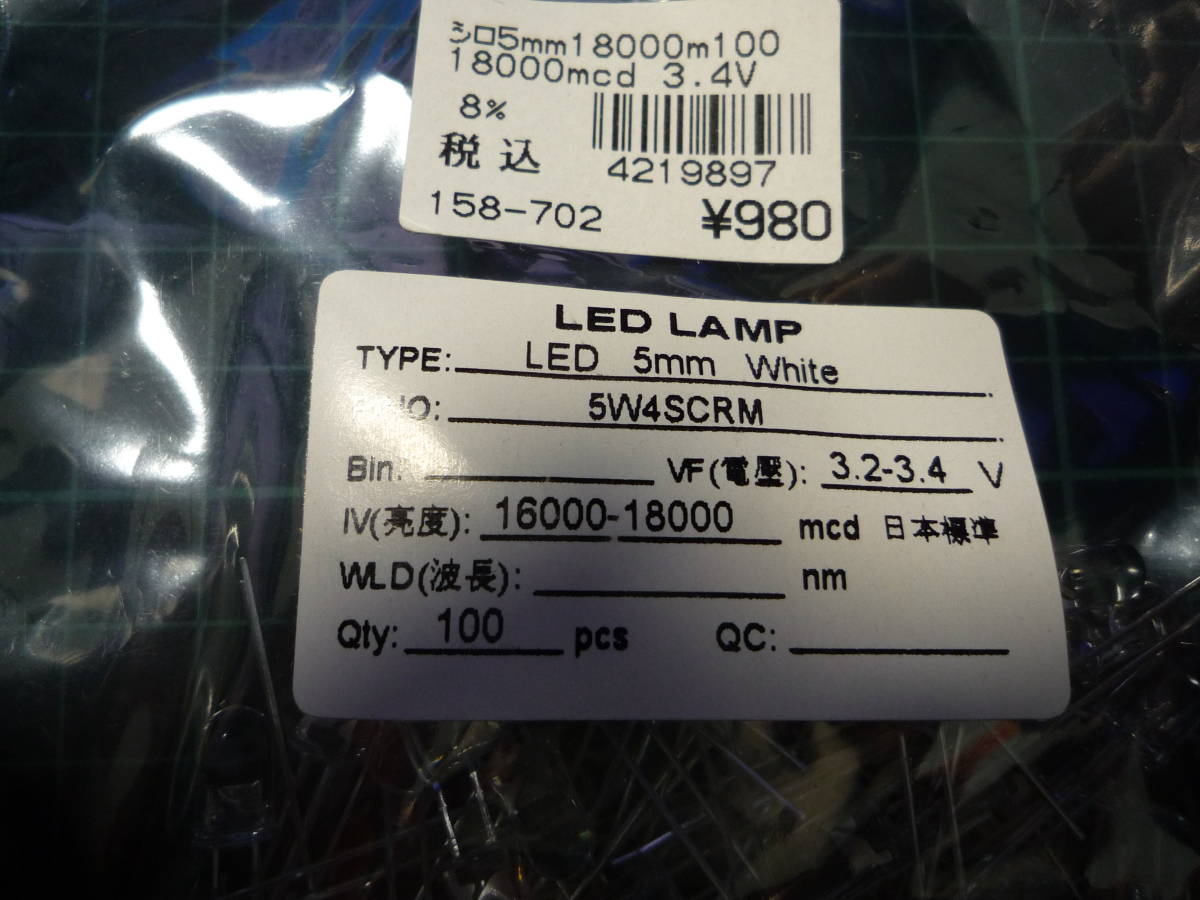 シロ5mm18000m100
18000mcd 3.4V
8%
税込
4219897
158-702 ¥980
LED LAMP
TYPE: LED 5mm White
NO: 5W4SCRM
Bin. VF(電壓): 3.2-3.4 V
IV(亮度): 16000-18000 mcd 日本標準
WLD(波長): nm
Qty: 100 pcs QC: